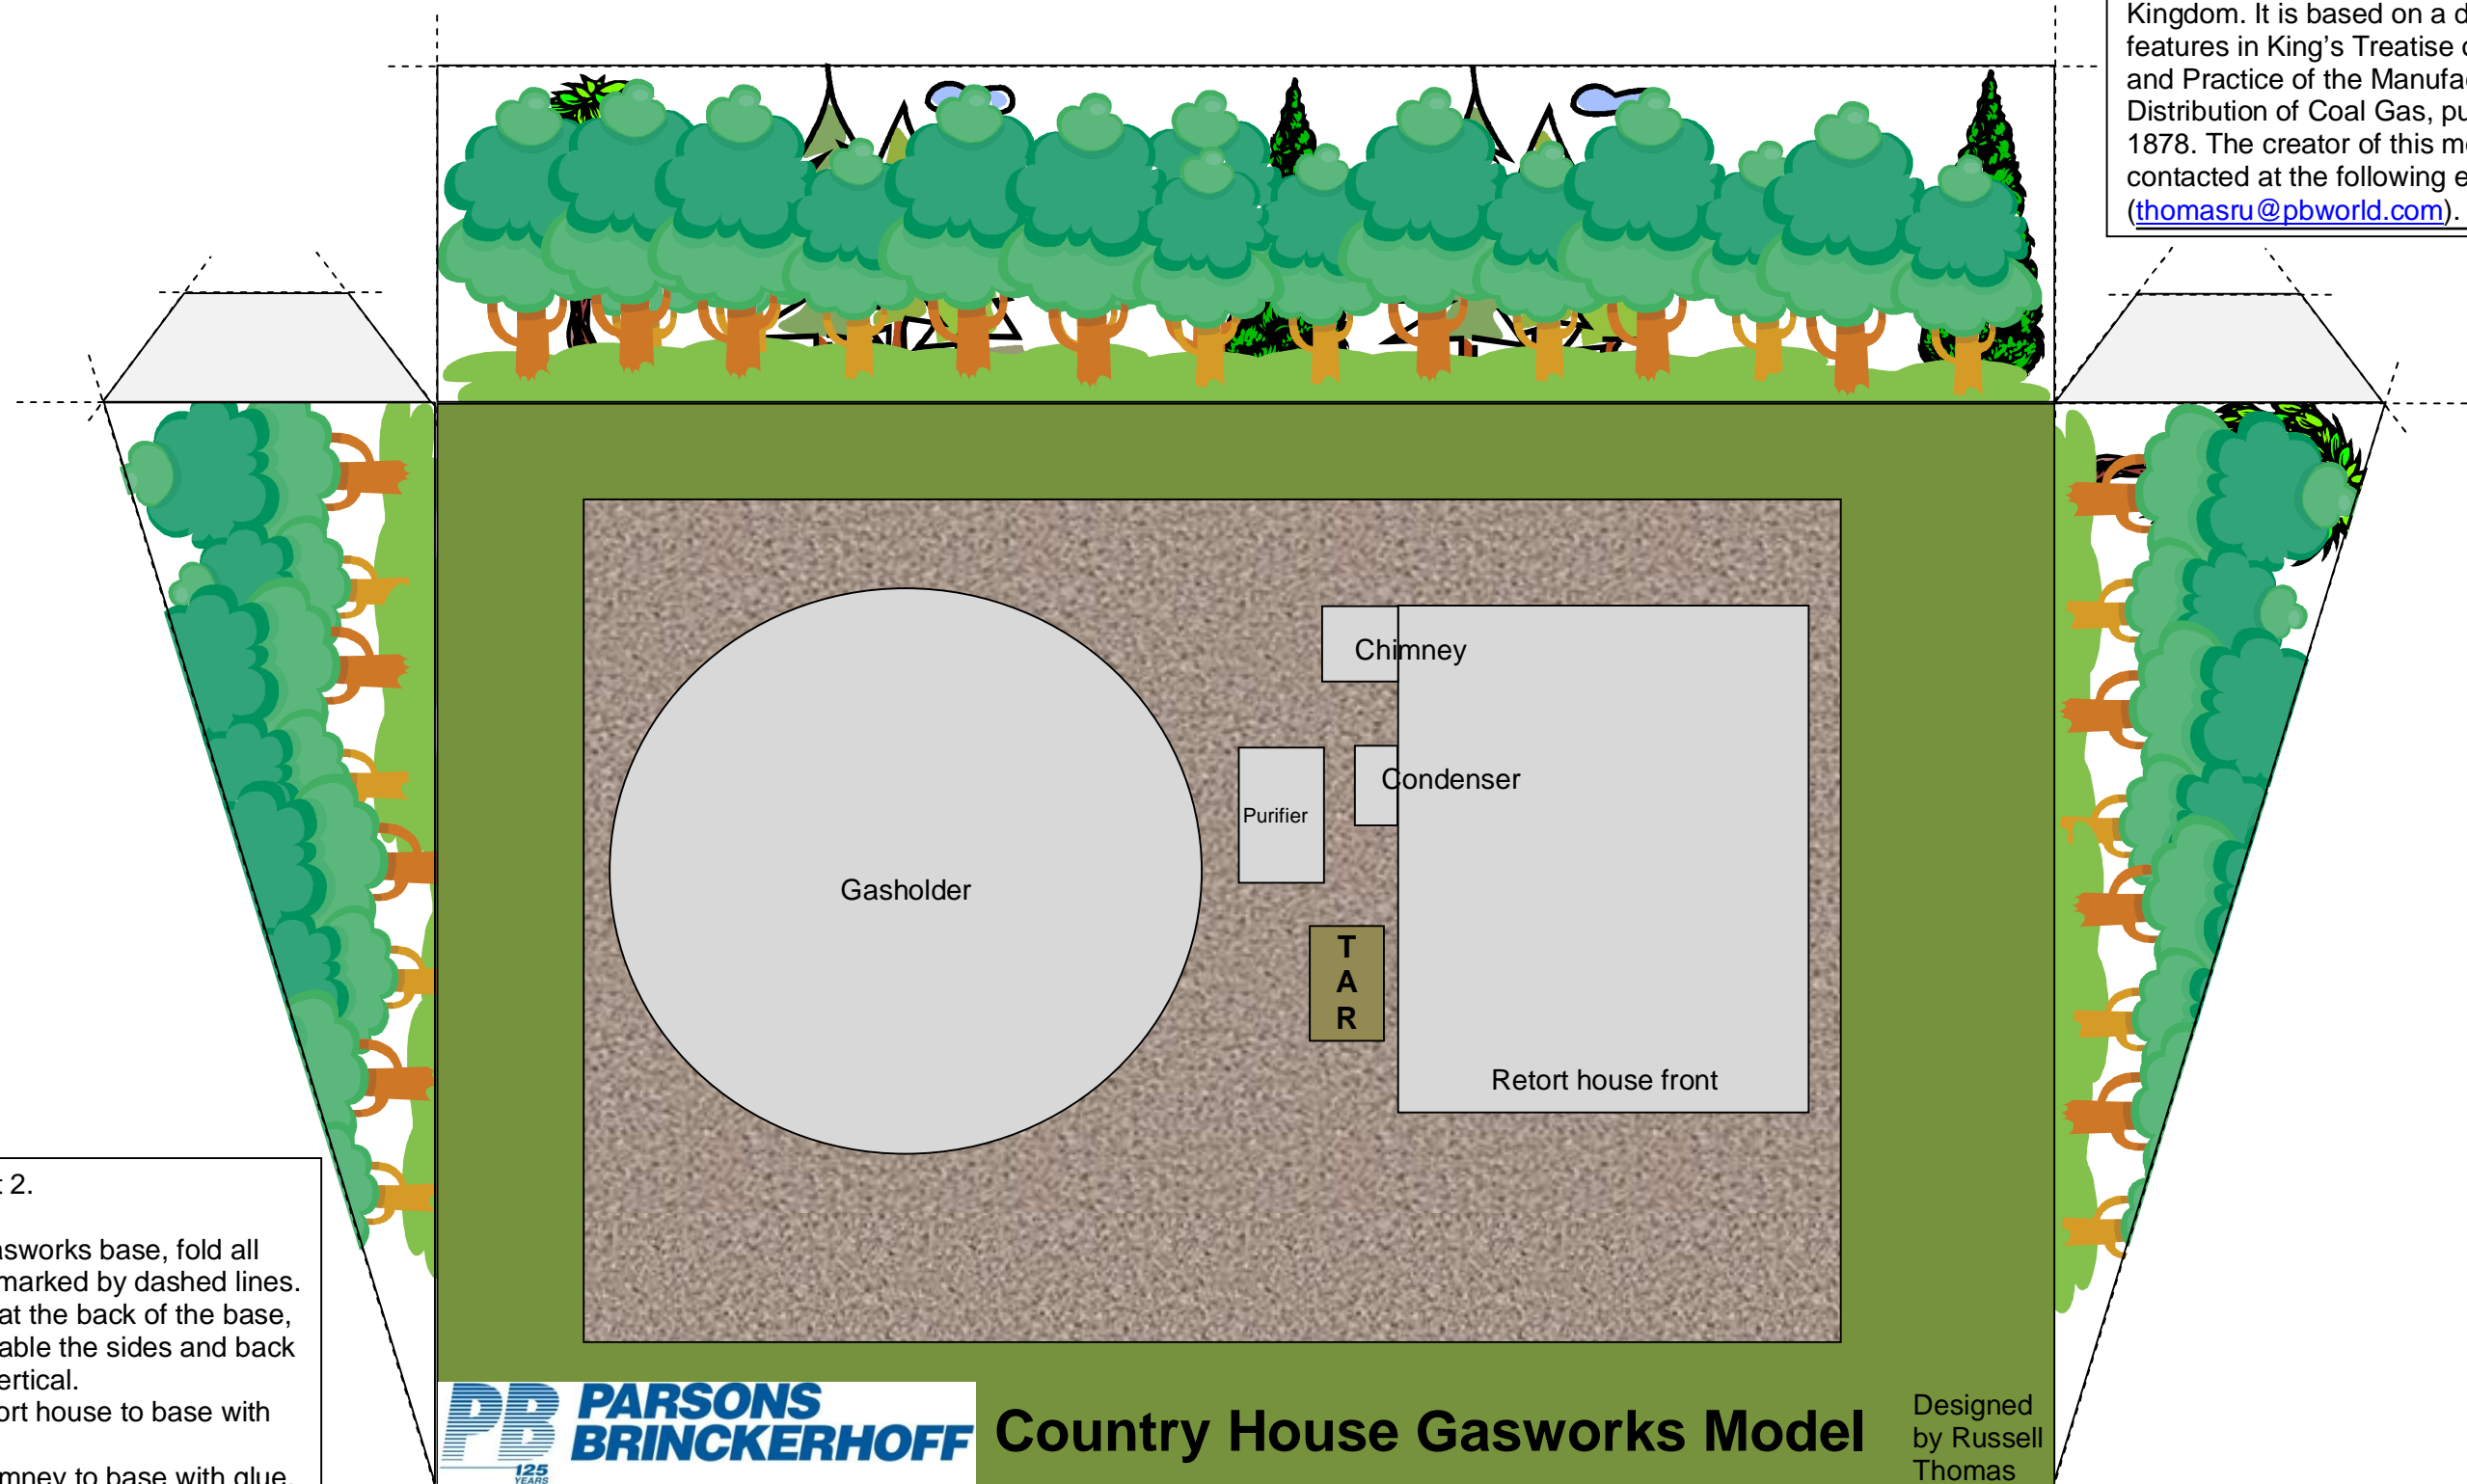 Kingdom. It is based on a d
features in King's Treatise o
and Practice of the Manufac
Distribution of Coal Gas, pu
1878. The creator of this mo
contacted at the following e
(thomasru@pbworld.com).
Chimney
Condenser
Purifier
Gasholder
T
A
R
Retort house front
t 2.
asworks base, fold all
marked by dashed lines.
at the back of the base,
able the sides and back
ertical.
ort house to base with
mney to base with glue.
PB
125
YEARS
PARSONS
BRINCKERHOFF
Country House Gasworks Model
Designed
by Russell
Thomas